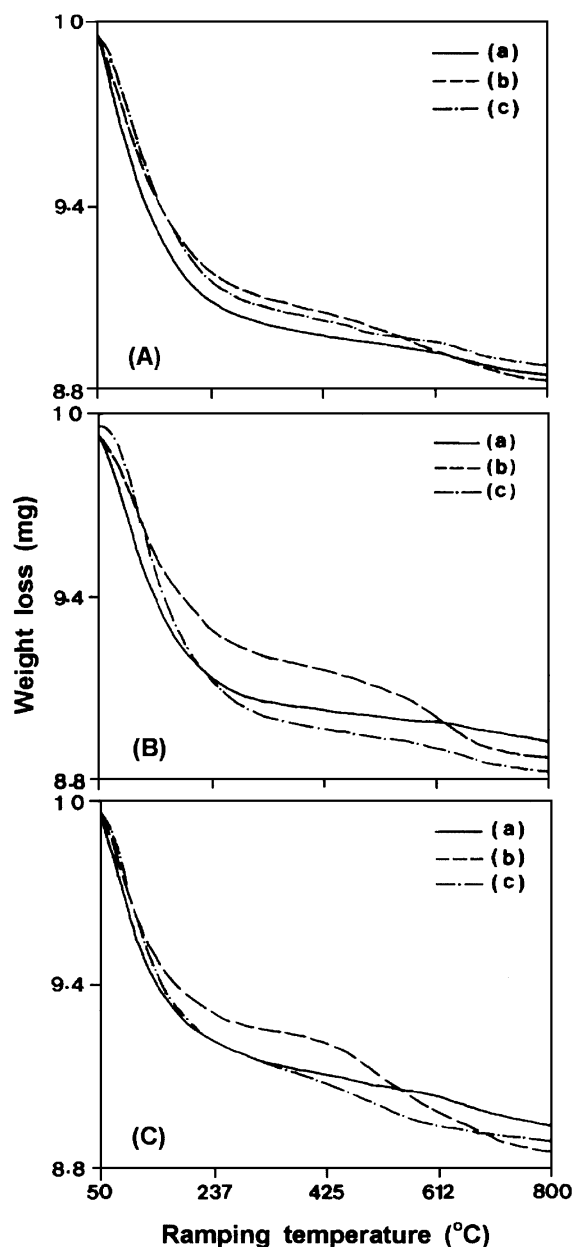 10
(a)
(b)
(c)
9.4
(A)
8.8
10
(a)
(b)
(c)
9.4
(B)
8.8
Weight loss (mg)
10
(a)
(b)
(c)
9.4
(C)
8.8
50 237 425 612 800
Ramping temperature (°C)